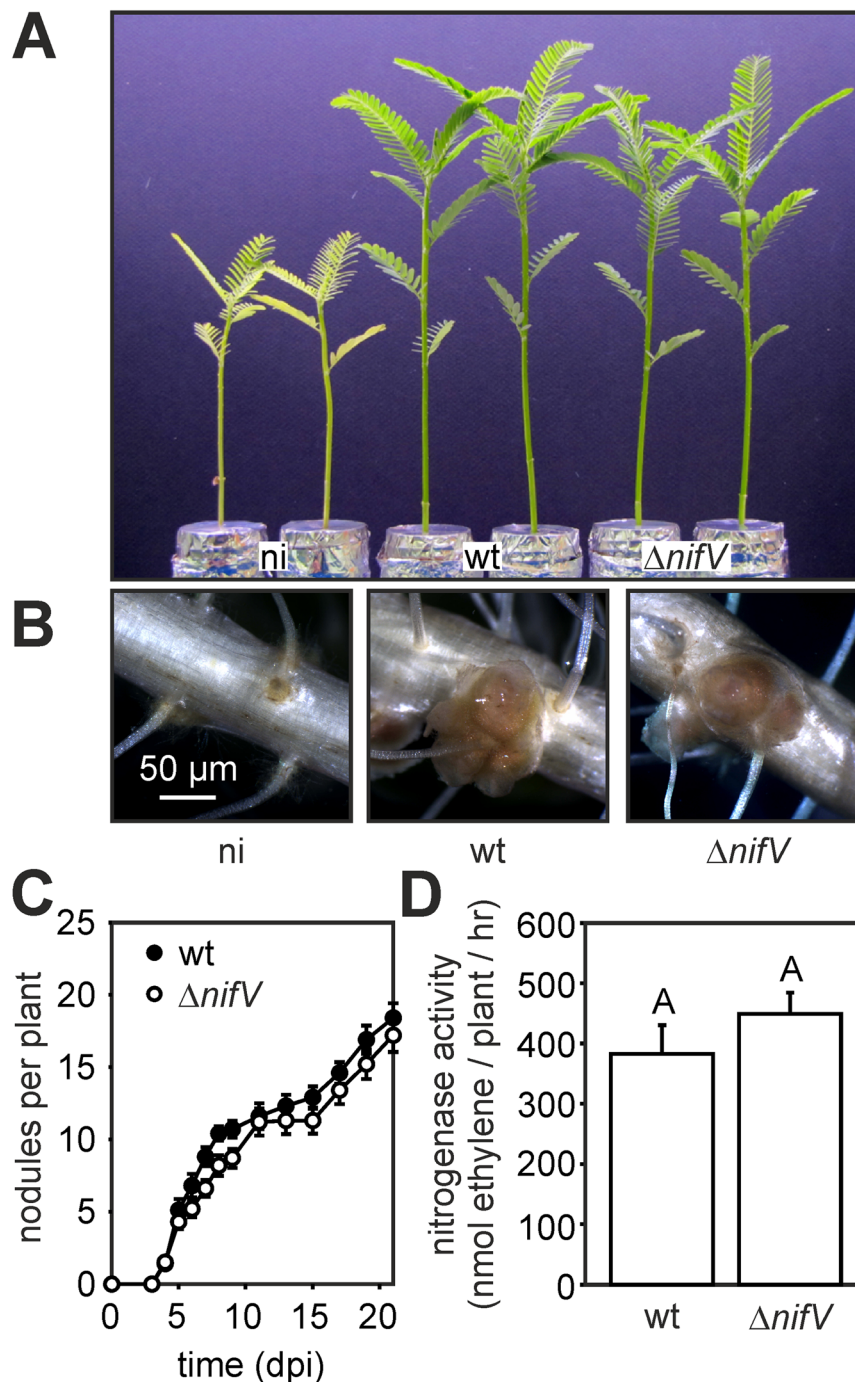 A
ni
wt
ΔnifV
B
50 µm
ni
wt
ΔnifV
C
nodules per plant
25
20
15
10
5
0
wt
ΔnifV
0
5
10
15
20
time (dpi)
D
nitrogenase activity
(nmol ethylene / plant / hr)
600
500
400
300
200
100
0
A
A
wt
ΔnifV